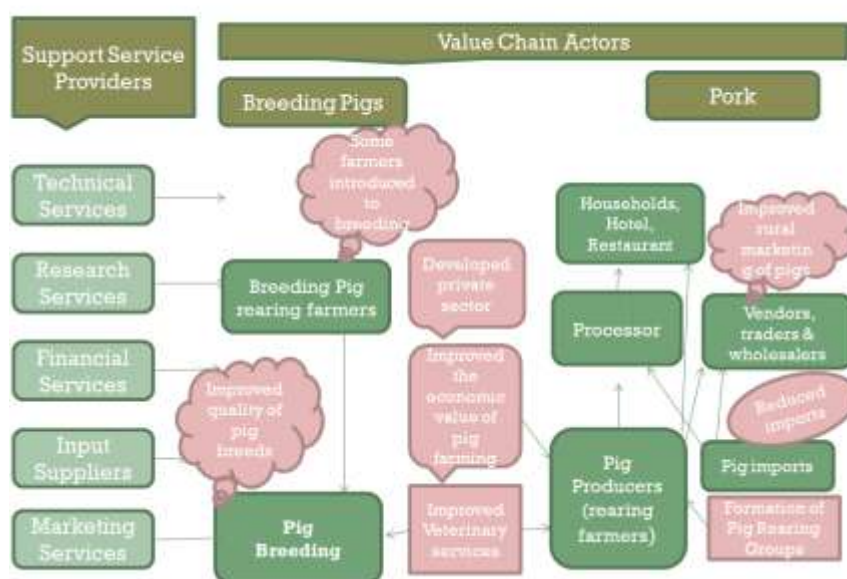 Support Service
Providers
Value Chain Actors
Breeding Pigs
Pork
Technical
Services
Research
Services
Financial
Services
Input
Suppliers
Marketing
Services
Some
farmers
introduced
to
breeding
Breeding Pig
rearing farmers
Improved
quality of
pig
breeds
Pig
Breeding
Developed
private
sector
Improved
the
economic
value of
pig
farming
Improved
Veterinary
services
Households,
Hotel,
Restaurant
Processor
Improved
rural
marketin
g of pigs
Vendors,
traders &
wholesalers
Reduced
imports
Pig imports
Pig
Producers
(rearing
farmers)
Formation of
Pig Rearing
Groups